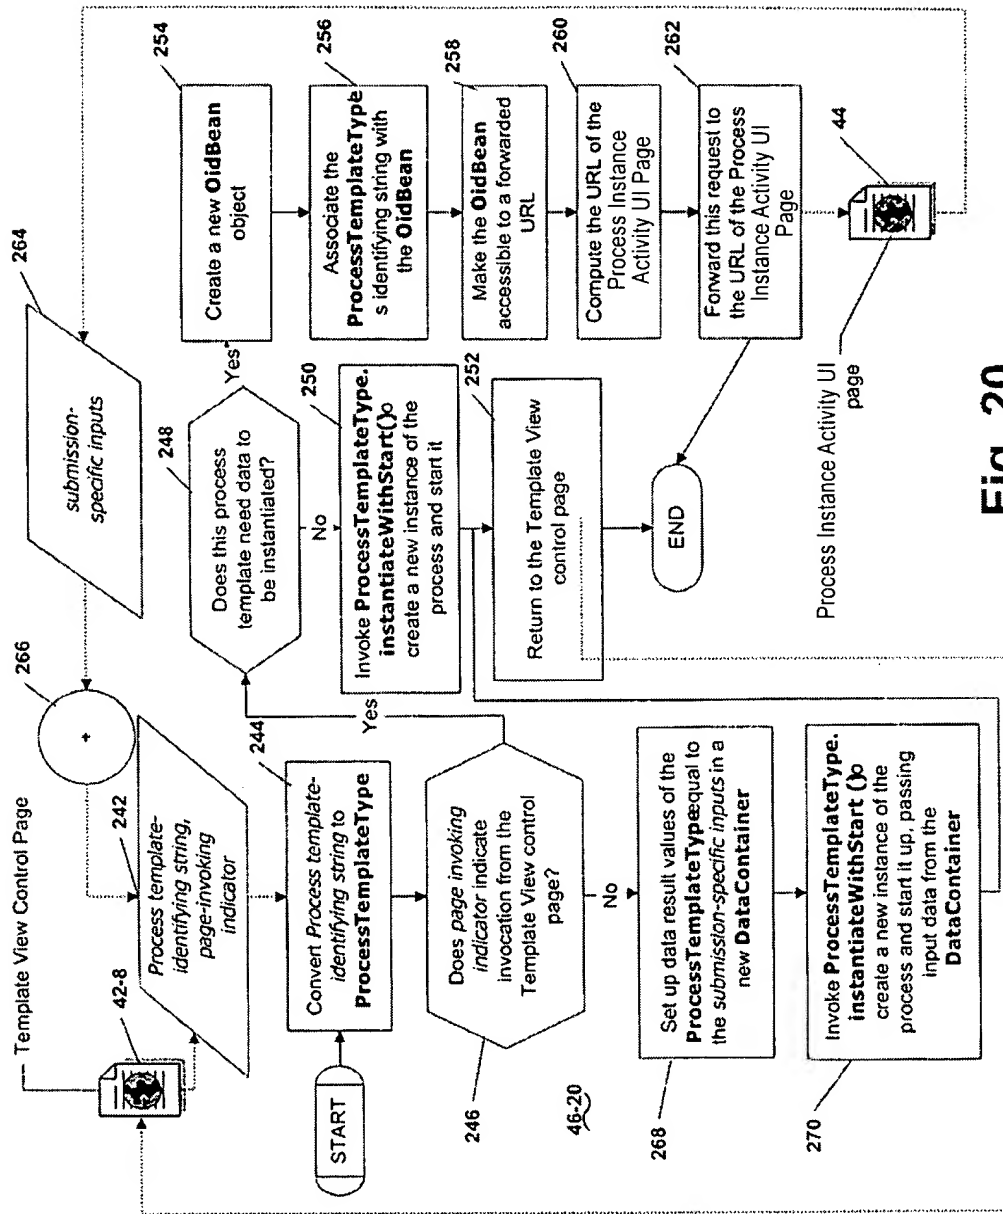 Template View Control Page
42-8
242
Process template-
identifying string,
page-invoking
indicator
266
+
264
submission-
specific inputs
START
244
Convert Process template-
identifying string to
ProcessTemplateType
246
Does page invoking
indicator indicate
invocation from the
Template View control
page?
Yes
No
46-20
268
Set up data result values of the
ProcessTemplateType equal to
the submission-specific inputs in a
new DataContainer
270
Invoke ProcessTemplateType.
instantiateWithStart ()o
create a new instance of the
process and start it up, passing
input data from the
DataContainer
248
Does this process
template need data to
be instantiated?
Yes
No
250
Invoke ProcessTemplateType.
instantiateWithStart()o
create a new instance of the
process and start it
252
Return to the Template View
control page
END
254
Create a new OidBean
object
256
Associate the
ProcessTemplateType
s identifying string with
the OidBean
258
Make the OidBean
accessible to a forwarded
URL
260
Compute the URL of the
Process Instance
Activity UI Page
262
Forward this request to
the URL of the Process
Instance Activity UI
Page
44
Process Instance Activity UI
page
Fig. 20